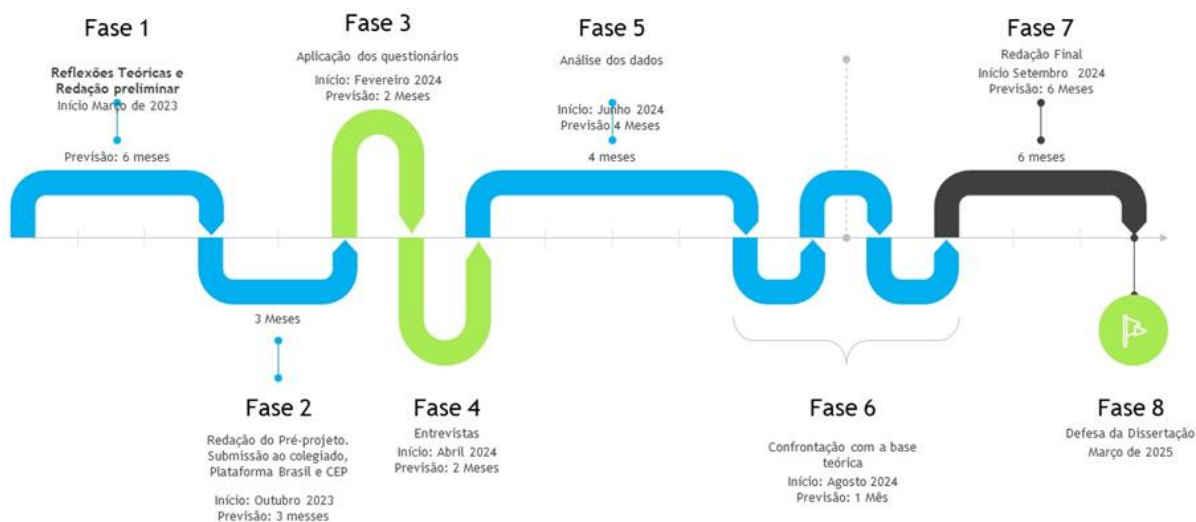 Fase 1
Reflexões Teóricas e
Redação preliminar
Início Março de 2023
Previsão: 6 meses
3 Meses
Fase 2
Redação do Pré-projeto.
Submissão ao colegiado,
Plataforma Brasil e CEP
Início: Outubro 2023
Previsão: 3 messes
Fase 3
Aplicação dos questionários
Início: Fevereiro 2024
Previsão: 2 Meses
Fase 4
Entrevistas
Início: Abril 2024
Previsão: 2 Meses
Fase 5
Análise dos dados
Início: Junho 2024
Previsão 4 Meses
4 meses
Fase 6
Confrontação com a base
teórica
Início: Agosto 2024
Previsão: 1 Mês
Fase 7
Redação Final
Início Setembro 2024
Previsão: 6 Meses
6 meses
Fase 8
Defesa da Dissertação
Março de 2025